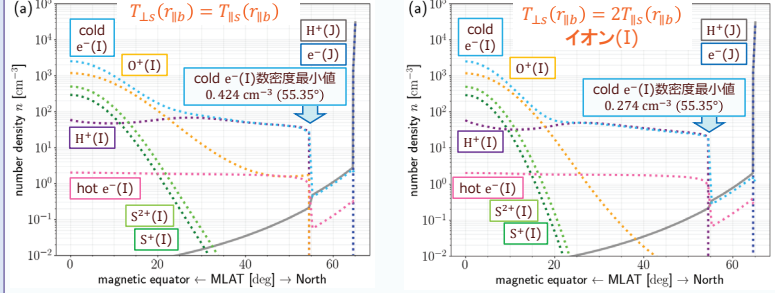 (a)
T⊥s(r∥b) = T∥s(r∥b)
cold
e⁻(I)
O⁺(I)
H⁺(J)
e⁻(J)
cold e⁻(I)数密度最小値
0.424 cm⁻³ (55.35°)
H⁺(I)
hot e⁻(I)
S²⁺(I)
S⁺(I)
number density n [cm⁻³]
10⁵
10⁴
10³
10²
10¹
10⁰
10⁻¹
10⁻²
0 20 40 60
magnetic equator ← MLAT [deg] → North
(a)
T⊥s(r∥b) = 2T∥s(r∥b)
イオン(I)
cold
e⁻(I)
O⁺(I)
H⁺(J)
e⁻(J)
cold e⁻(I)数密度最小値
0.274 cm⁻³ (55.35°)
H⁺(I)
hot e⁻(I)
S²⁺(I)
S⁺(I)
number density n [cm⁻³]
10⁵
10⁴
10³
10²
10¹
10⁰
10⁻¹
10⁻²
0 20 40 60
magnetic equator ← MLAT [deg] → North